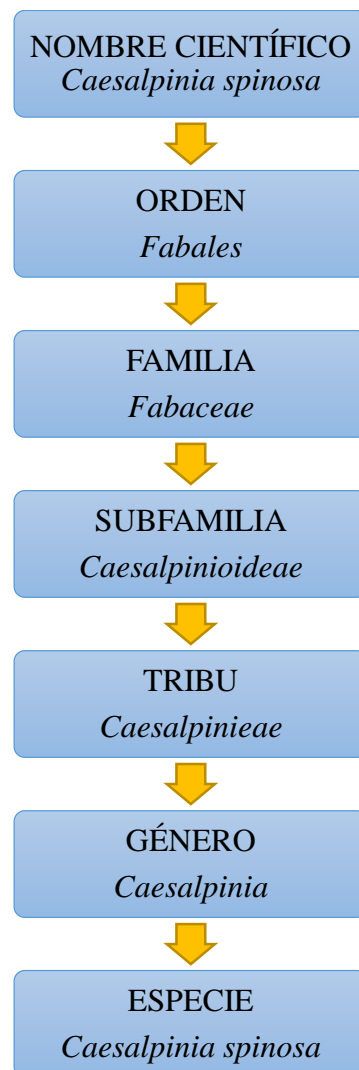 NOMBRE CIENTÍFICO
Caesalpinia spinosa
ORDEN
Fabales
FAMILIA
Fabaceae
SUBFAMILIA
Caesalpinioideae
TRIBU
Caesalpinieae
GÉNERO
Caesalpinia
ESPECIE
Caesalpinia spinosa